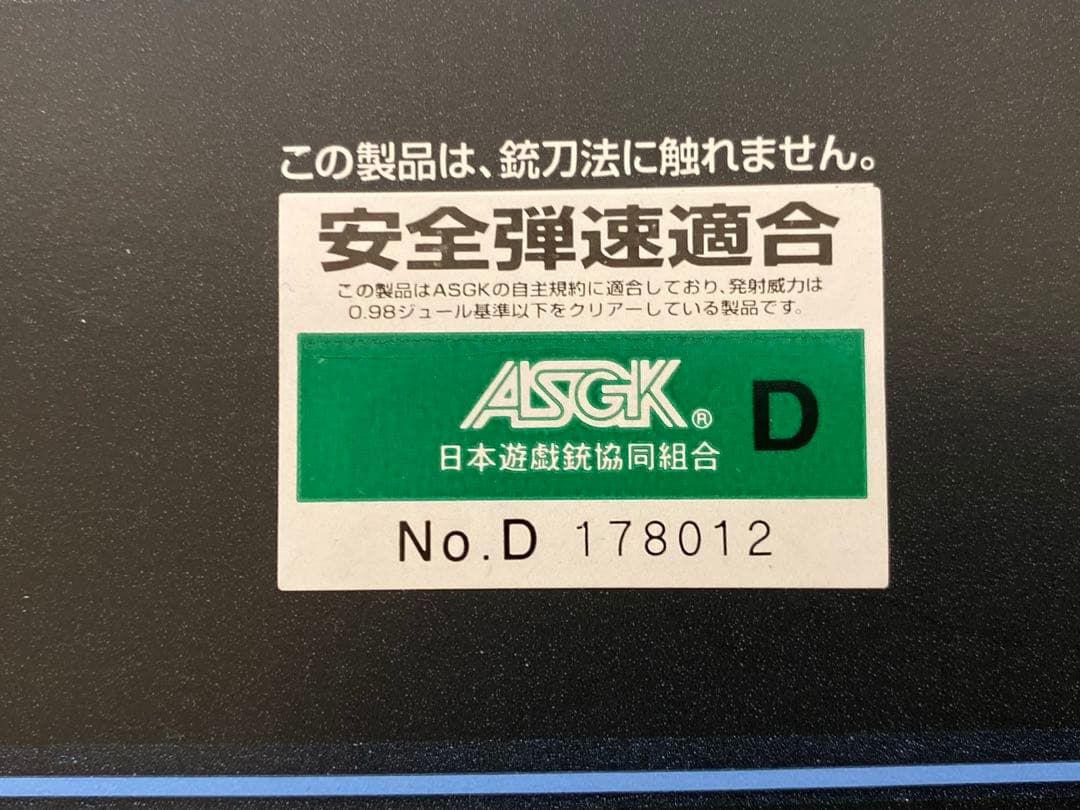 この製品は、銃刀法に触れません。
安全弾速適合
この製品はASGKの自主規約に適合しており、発射威力は
0.98ジュール基準以下をクリアーしている製品です。
ASGK® D
日本遊戯銃協同組合
No.D 178012